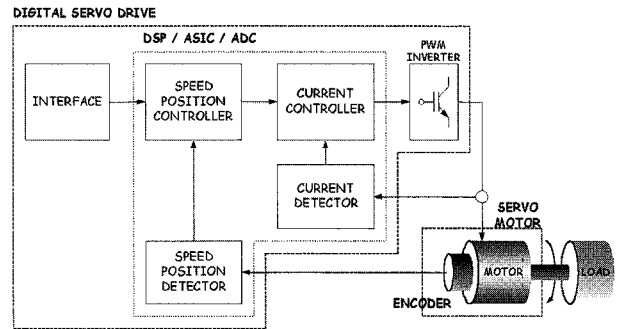 DIGITAL SERVO DRIVE
DSP / ASIC / ADC
PWM
INVERTER
INTERFACE
SPEED
POSITION
CONTROLLER
CURRENT
CONTROLLER
CURRENT
DETECTOR
SERVO
MOTOR
SPEED
POSITION
DETECTOR
MOTOR
LOAD
ENCODER